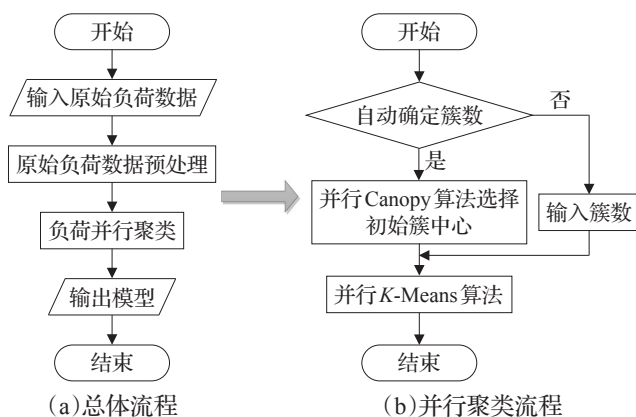 开始
输入原始负荷数据
原始负荷数据预处理
负荷并行聚类
输出模型
结束
(a)总体流程
开始
自动确定簇数
否
是
并行Canopy算法选择
初始簇中心
输入簇数
并行K-Means算法
结束
(b)并行聚类流程